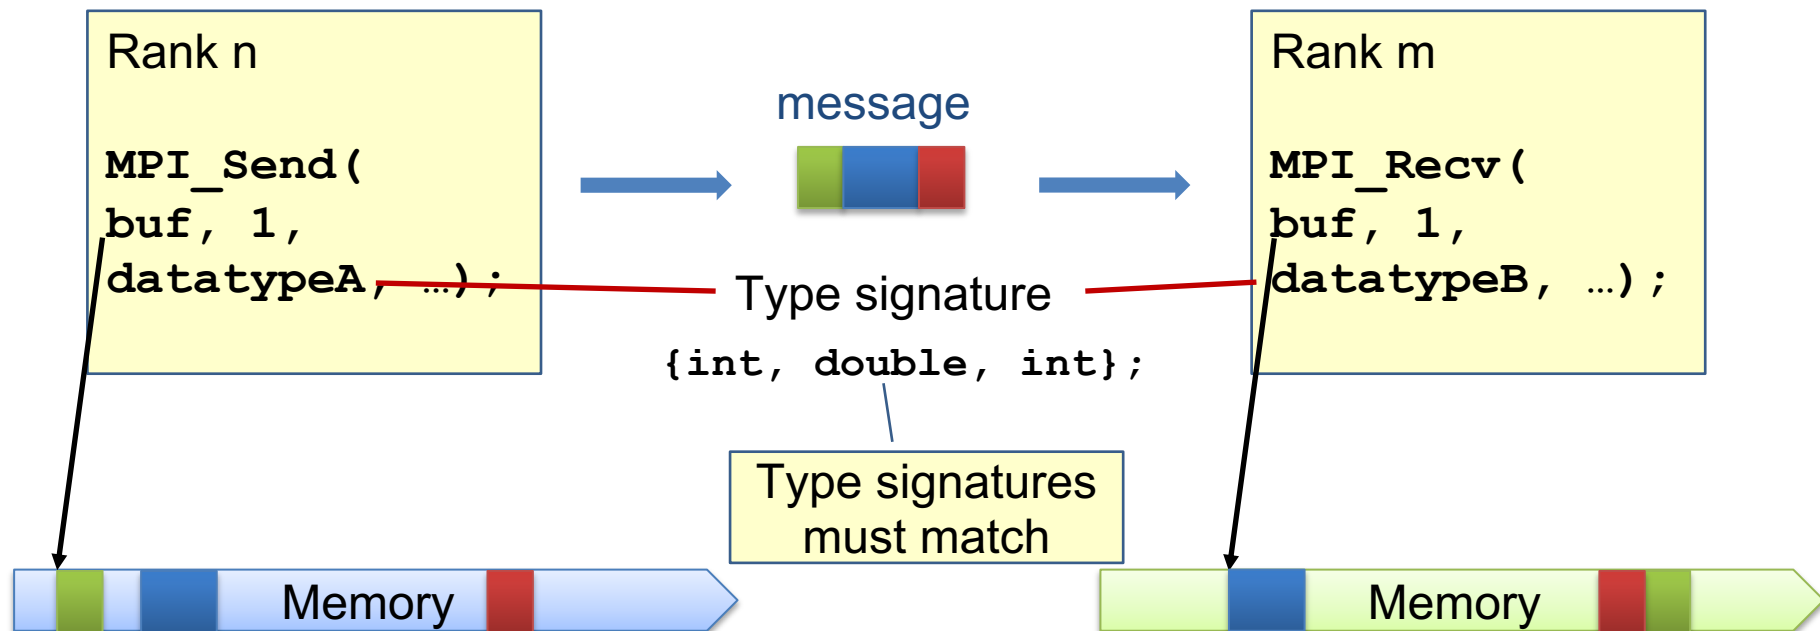 Rank n
MPI_Send(
buf, 1,
datatypeA, …);
message
Type signature
{int, double, int};
Type signatures
must match
Rank m
MPI_Recv(
buf, 1,
datatypeB, …);
Memory
Memory